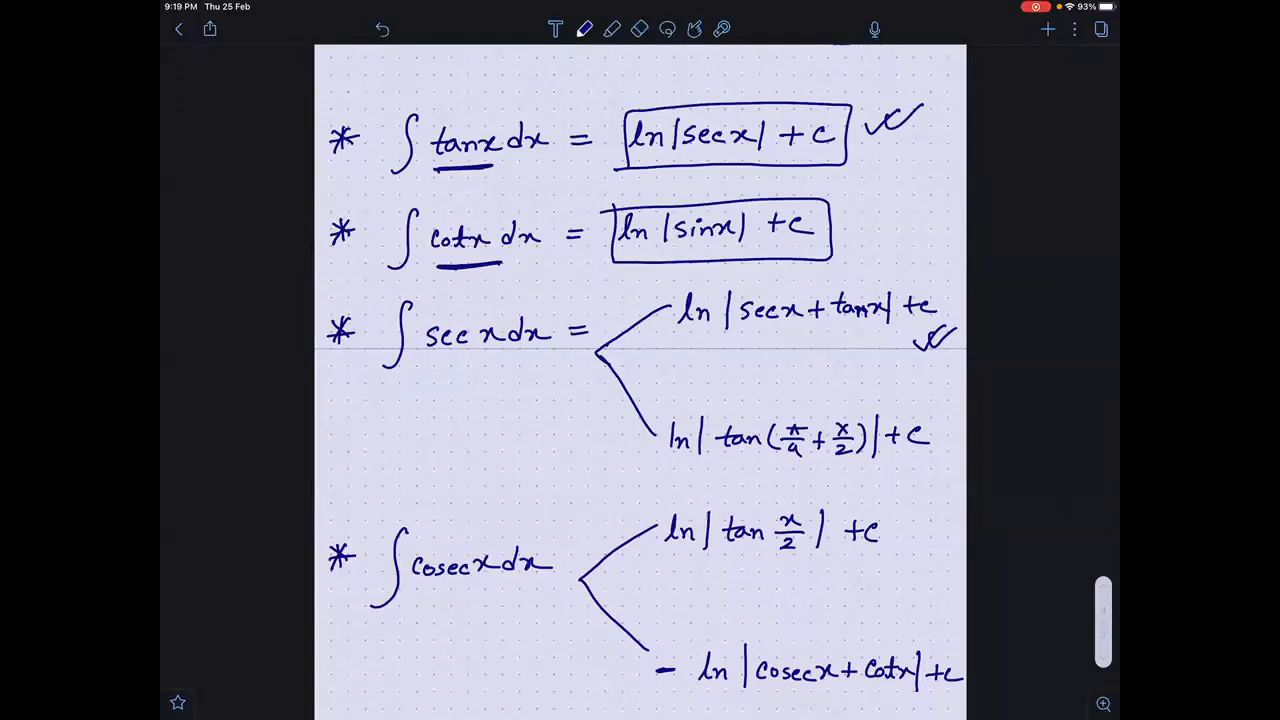 9:19 PM Thu 25 Feb
93%
* ∫ tanx dx = ln|secx| + c
* ∫ cotx dx = ln|sinx| + c
* ∫ secx dx =
ln|secx + tanx| + c
ln|tan(π/4 + x/2)| + c
* ∫ cosecx dx
ln|tan x/2| + c
- ln|cosecx + cotx| + c